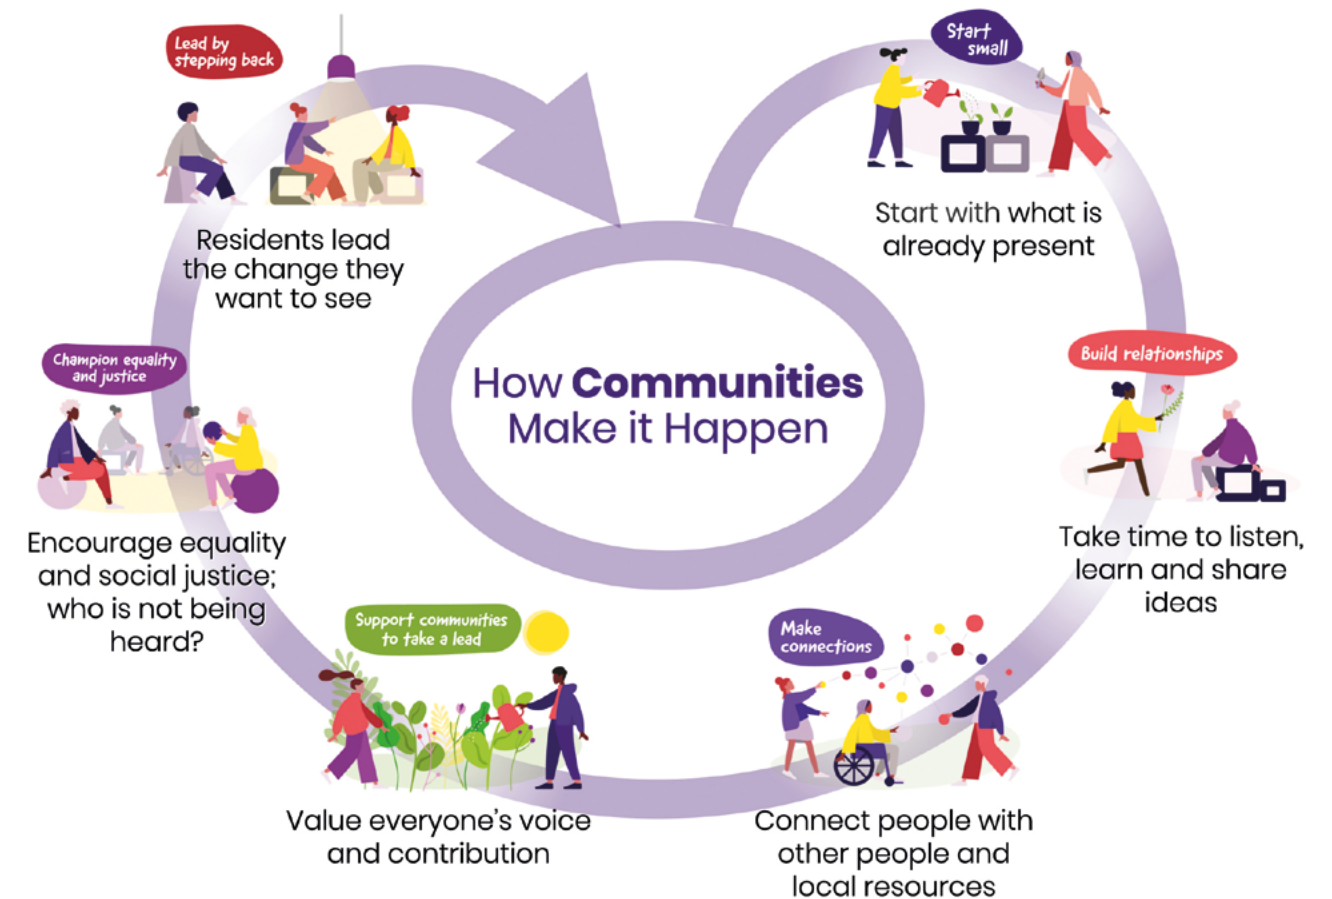 How Communities
Make it Happen
Start
small
Start with what is
already present
Build relationships
Take time to listen,
learn and share
ideas
Make
connections
Connect people with
other people and
local resources
Support communities
to take a lead
Value everyone's voice
and contribution
Champion equality
and justice
Encourage equality
and social justice;
who is not being
heard?
Lead by
stepping back
Residents lead
the change they
want to see